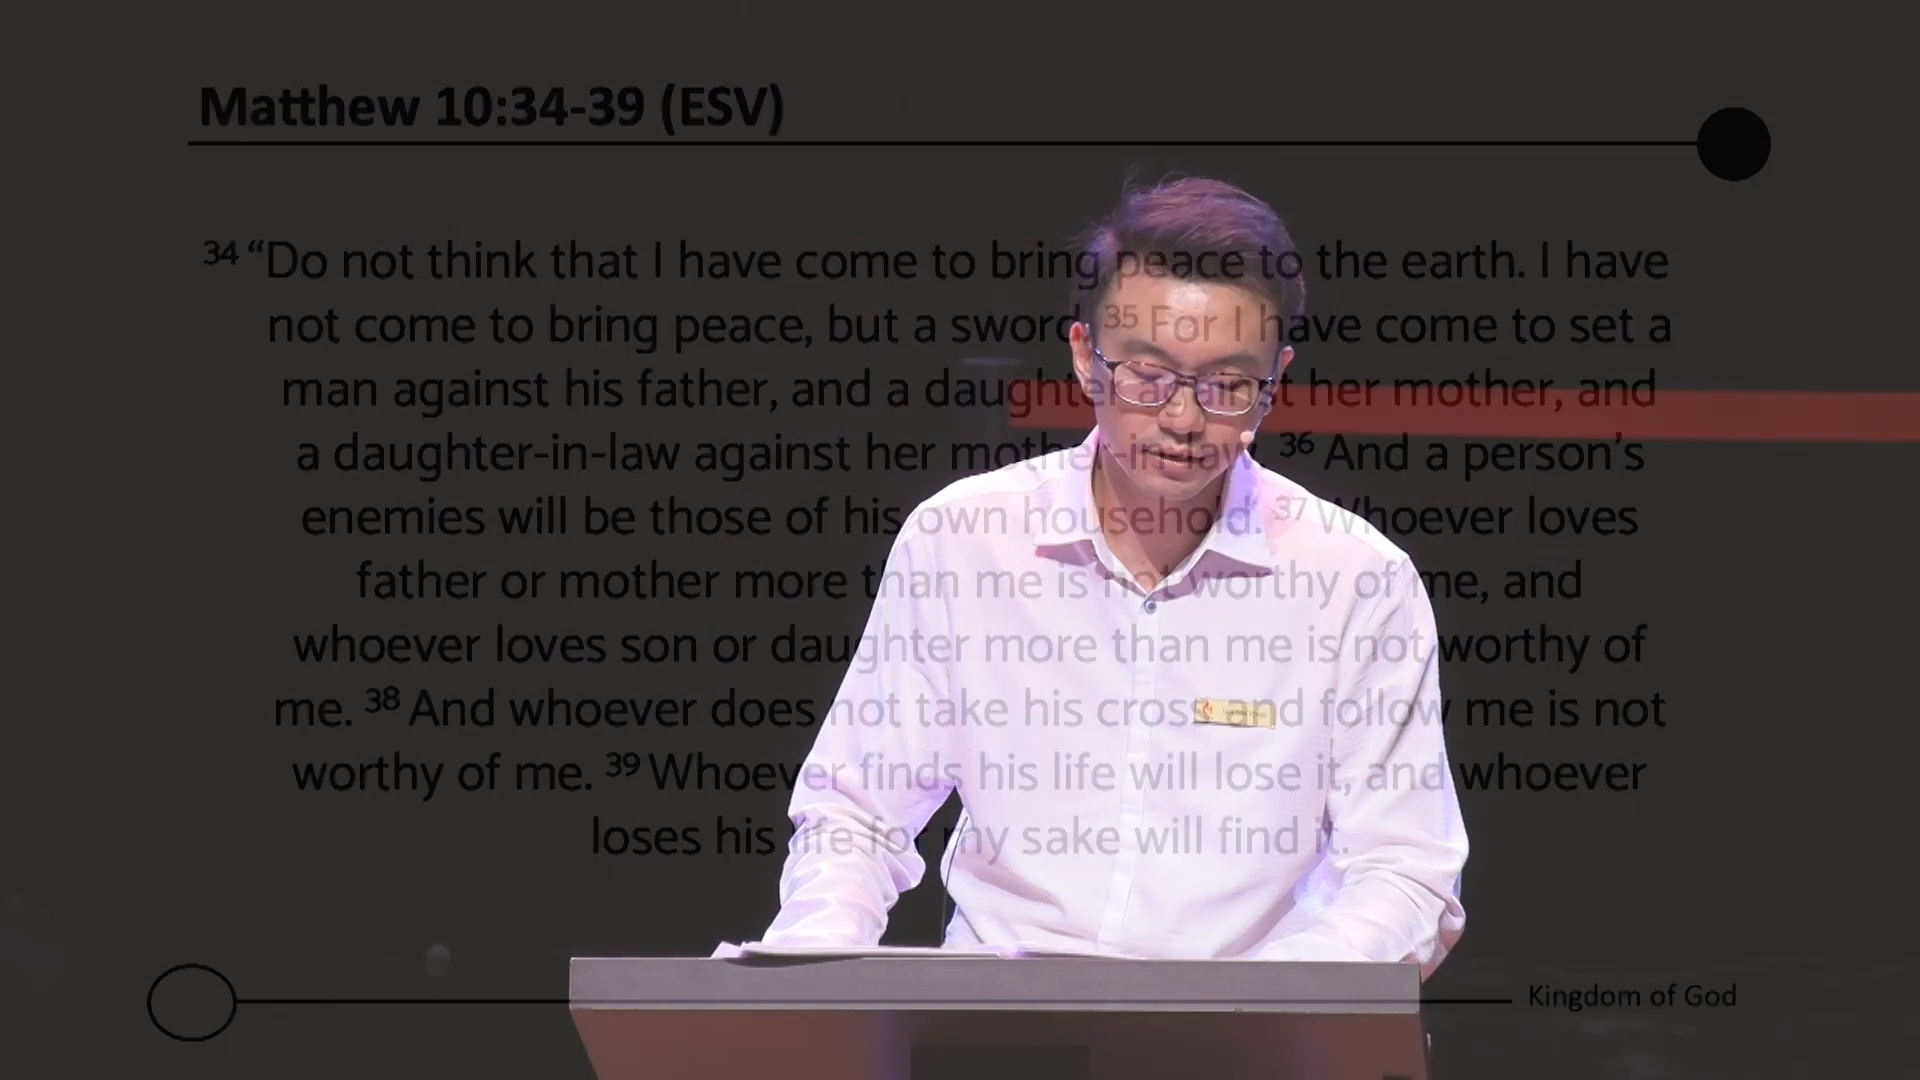 Matthew 10:34-39 (ESV)
34 “Do not think that I have come to bring peace to the earth. I have
not come to bring peace, but a sword. 35 For I have come to set a
man against his father, and a daughter against her mother, and
a daughter-in-law against her mother-in-law. 36 And a person’s
enemies will be those of his own household. 37 Whoever loves
father or mother more than me is not worthy of me, and
whoever loves son or daughter more than me is not worthy of
me. 38 And whoever does not take his cross and follow me is not
worthy of me. 39 Whoever finds his life will lose it, and whoever
loses his life for my sake will find it.
Kingdom of God